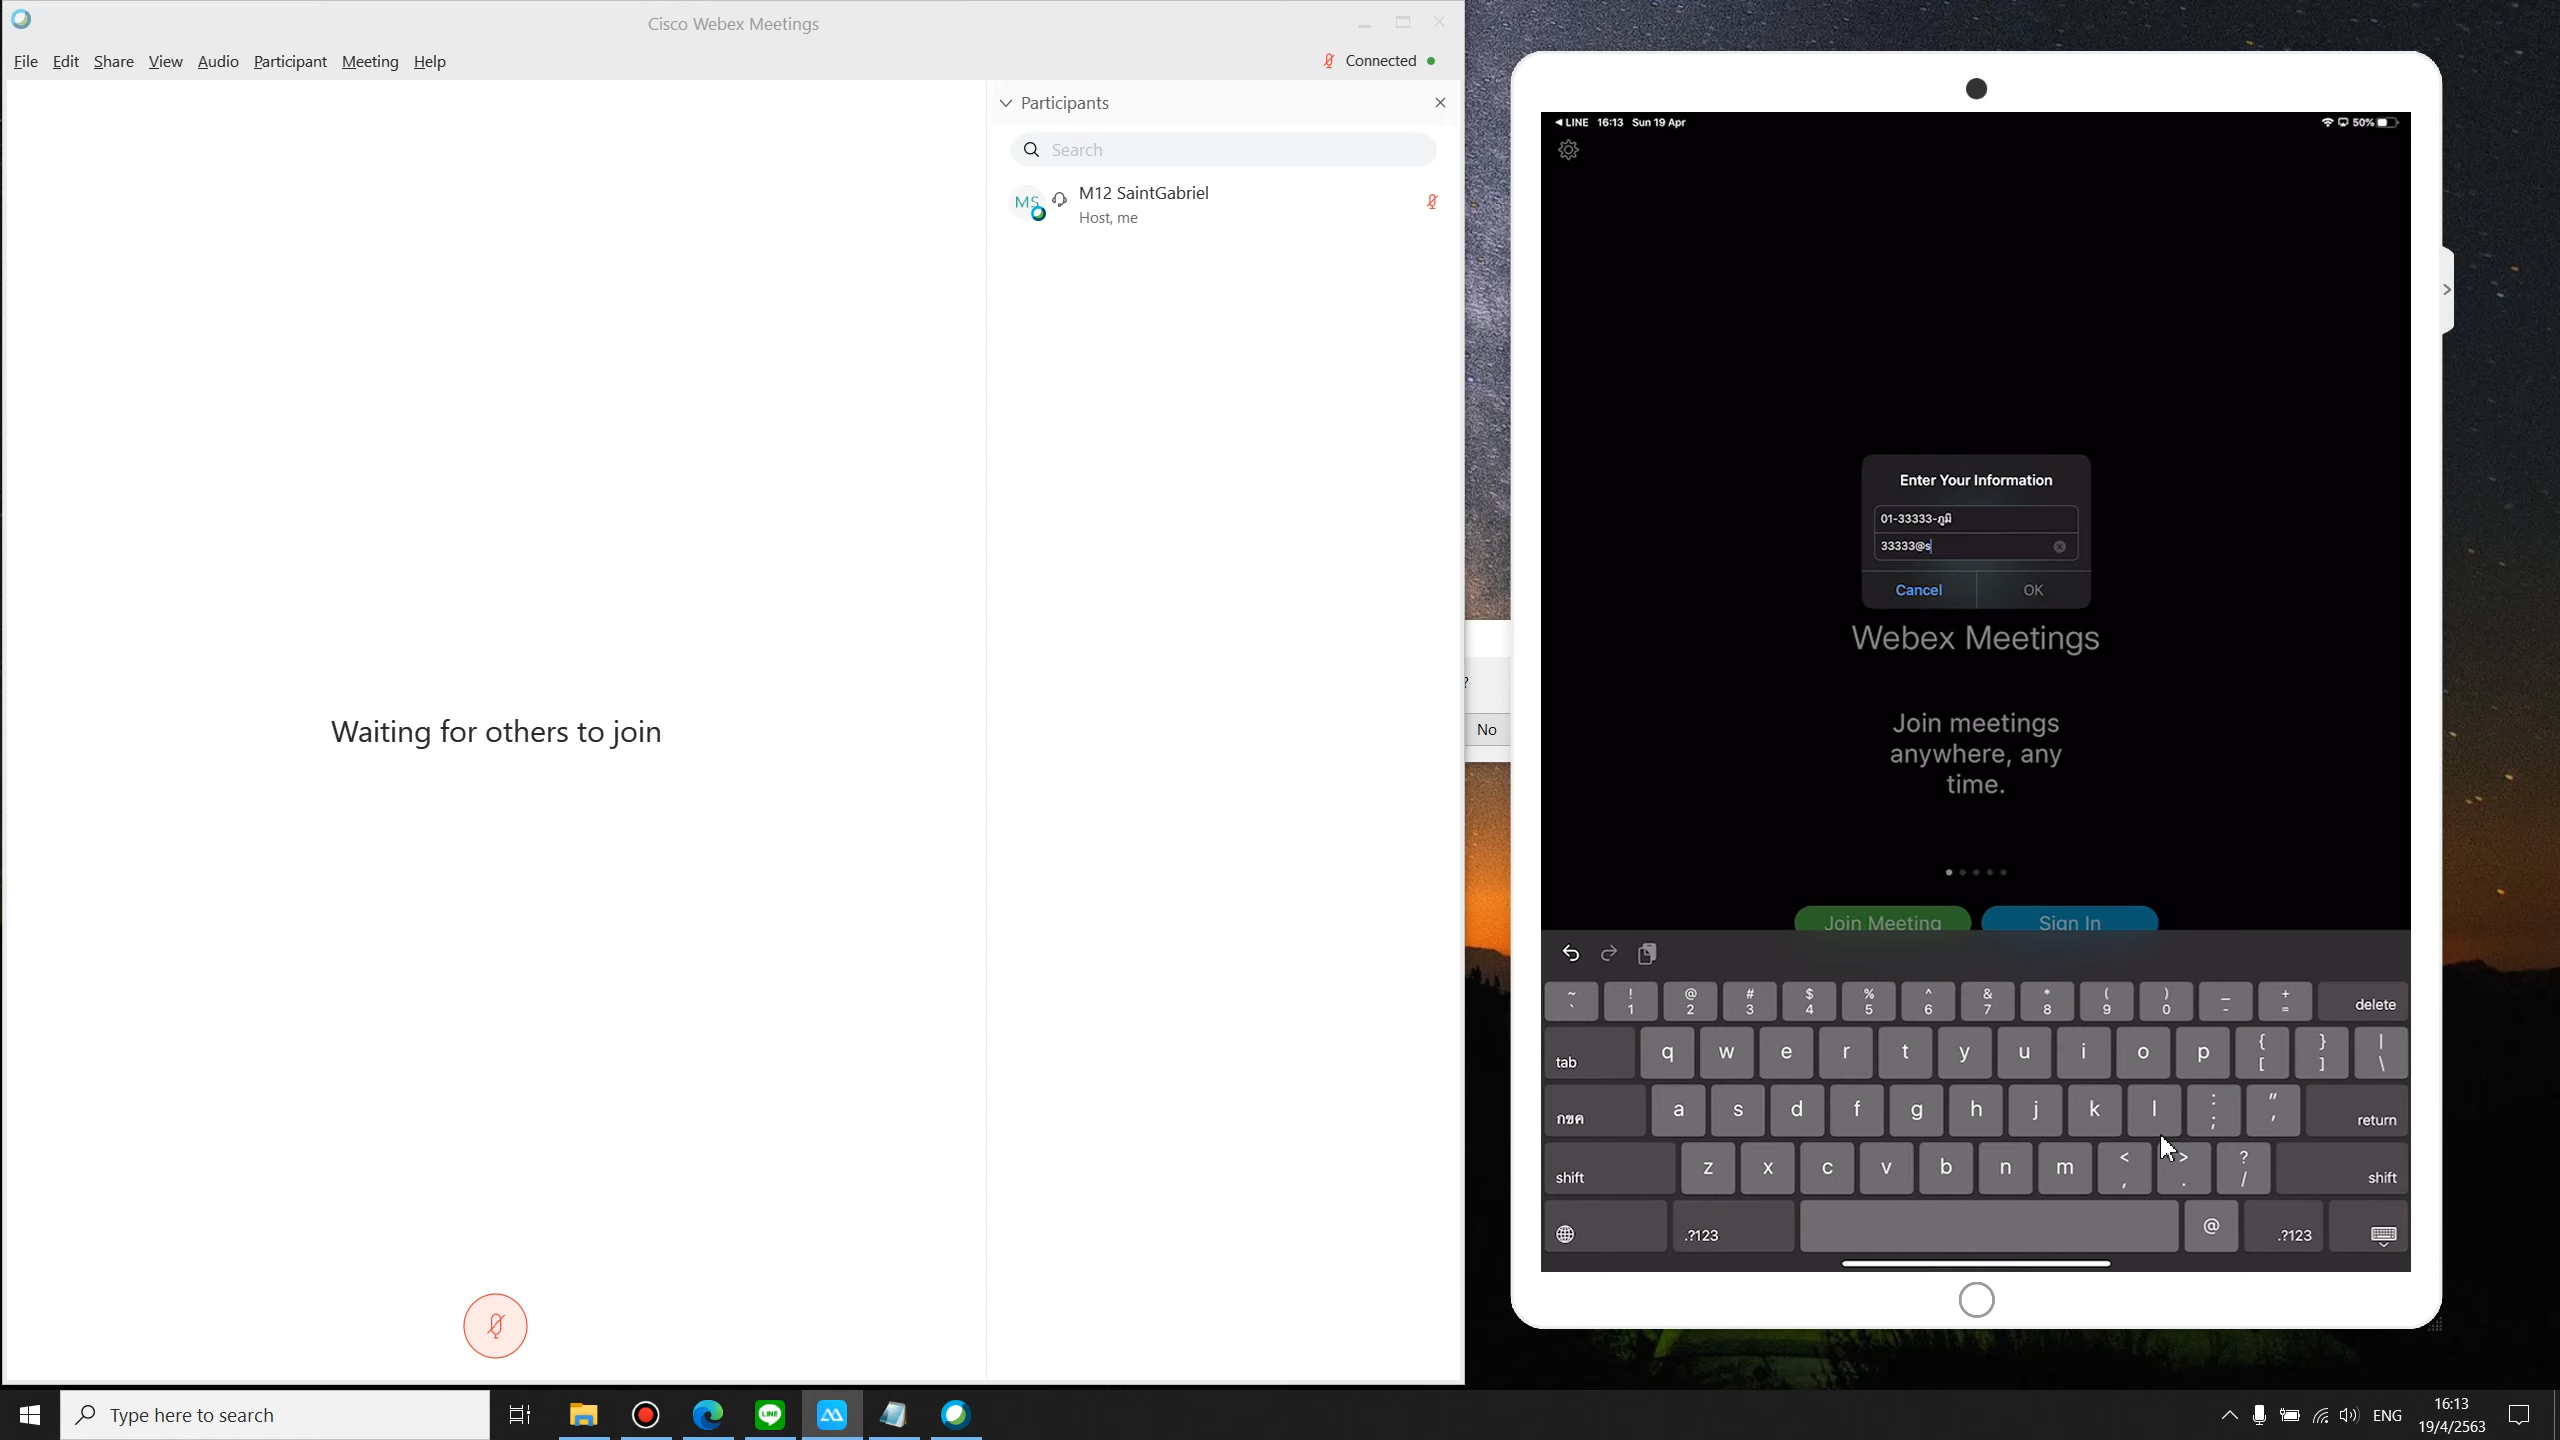 Cisco Webex Meetings
File Edit Share View Audio Participant Meeting Help
Connected
Participants
Search
MS
M12 SaintGabriel
Host, me
Waiting for others to join
?
No
LINE 16:13 Sun 19 Apr
50%
Enter Your Information
01-33333-ภูมิ
33333@s
Cancel OK
Webex Meetings
Join meetings
anywhere, any
time.
Join Meeting Sign In
~ ! @ # $ % ^ & * ( ) _ +
` 1 2 3 4 5 6 7 8 9 0 - = delete
tab q w e r t y u i o p { [ } ] | \
กขค a s d f g h j k l : ; " ' return
shift z x c v b n m < , > . ? / shift
.?123 @ .?123
Type here to search
LINE
ENG
16:13
19/4/2563